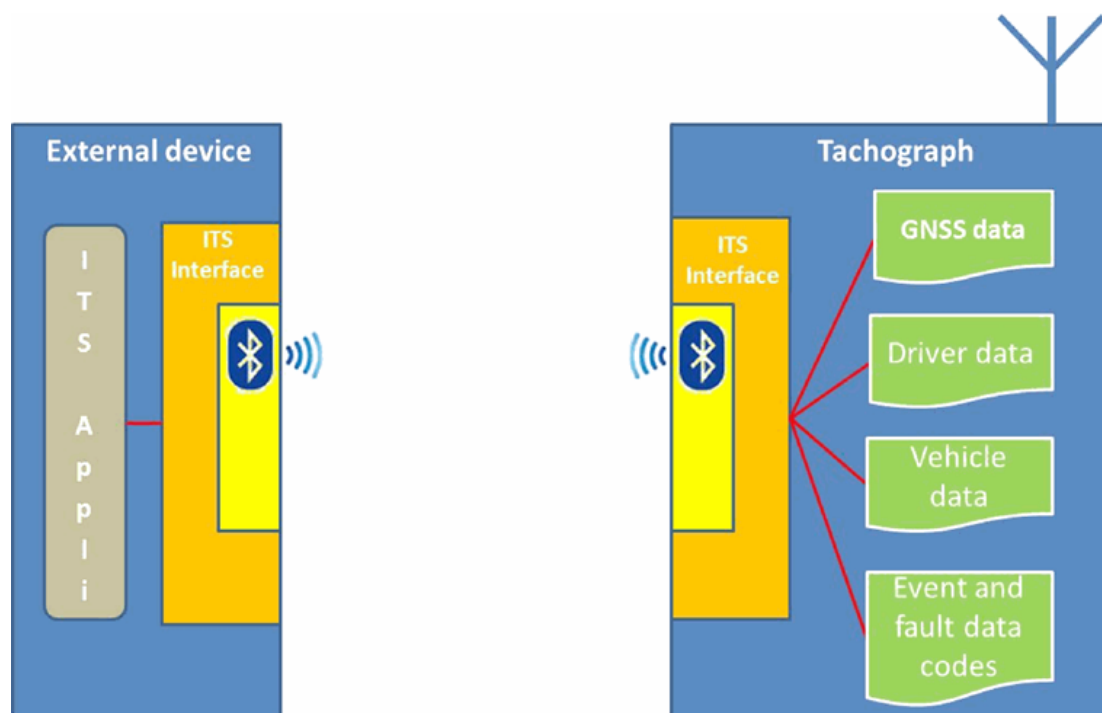 External device
ITS
Interface
I
T
S
A
p
p
l
i
Tachograph
ITS
Interface
GNSS data
Driver data
Vehicle
data
Event and
fault data
codes